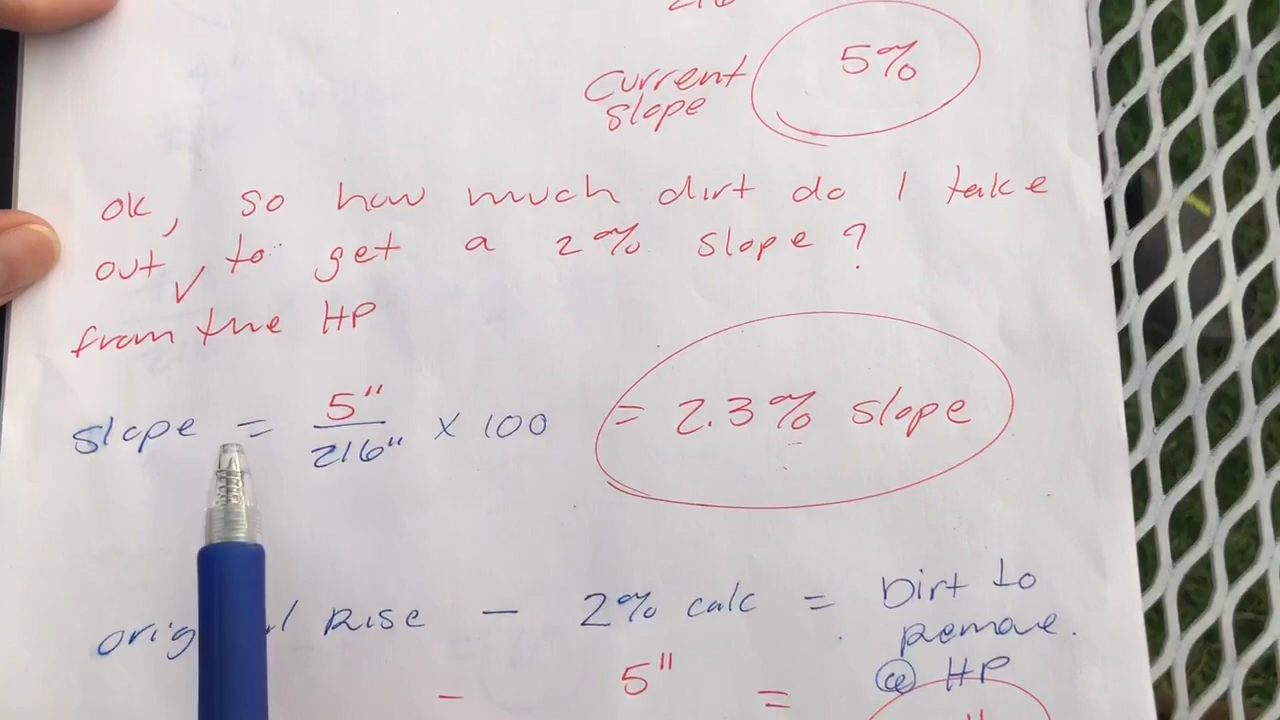 Current 5%
slope
ok, so how much dirt do I take
out, to get a 2% slope?
from the HP
slope = 5"/216" x 100 = 2.3% slope
Rise - 2% calc = Dirt to
remove.
- 5" = @ HP